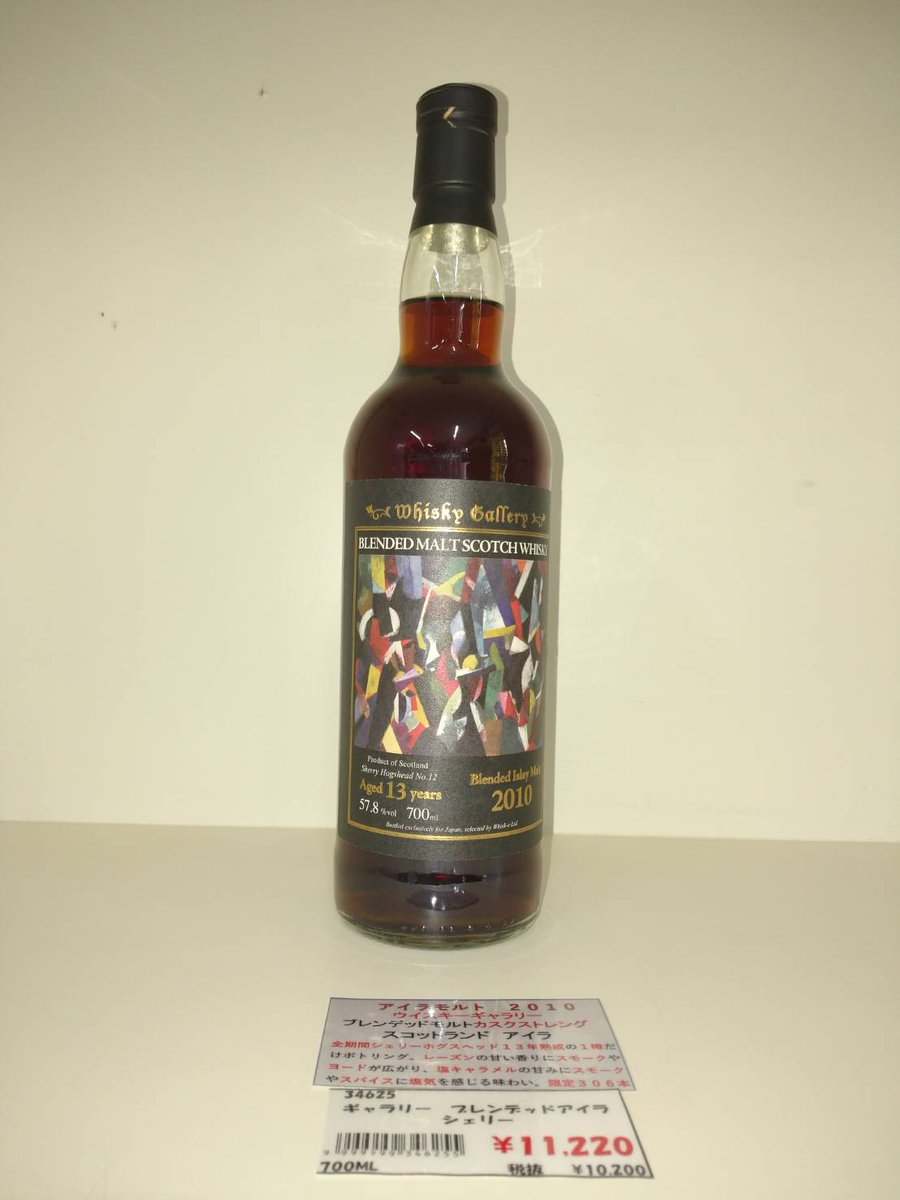 Whisky Gallery
BLENDED MALT SCOTCH WHISKY
Product of Scotland
Sherry Hogshead No.12
Aged 13 years
57.8 %vol 700ml
Blended Islay Malt
2010
Bottled exclusively for Japan, selected by Whisk-e Ltd.
アイラモルト 2010
ウイスキーギャラリー
ブレンデッドモルトカスクストレング
スコットランド アイラ
全期間シェリーホグスヘッド13年熟成の1樽だ
けボトリング。レーズンの甘い香りにスモークや
ヨードが広がり、塩キャラメルの甘みにスモーク
やスパイスに塩気を感じる味わい。限定306本
34625
ギャラリー ブレンデッドアイラ
シェリー
¥11,220
9 999999 346255
700ML 税抜 ¥10,200